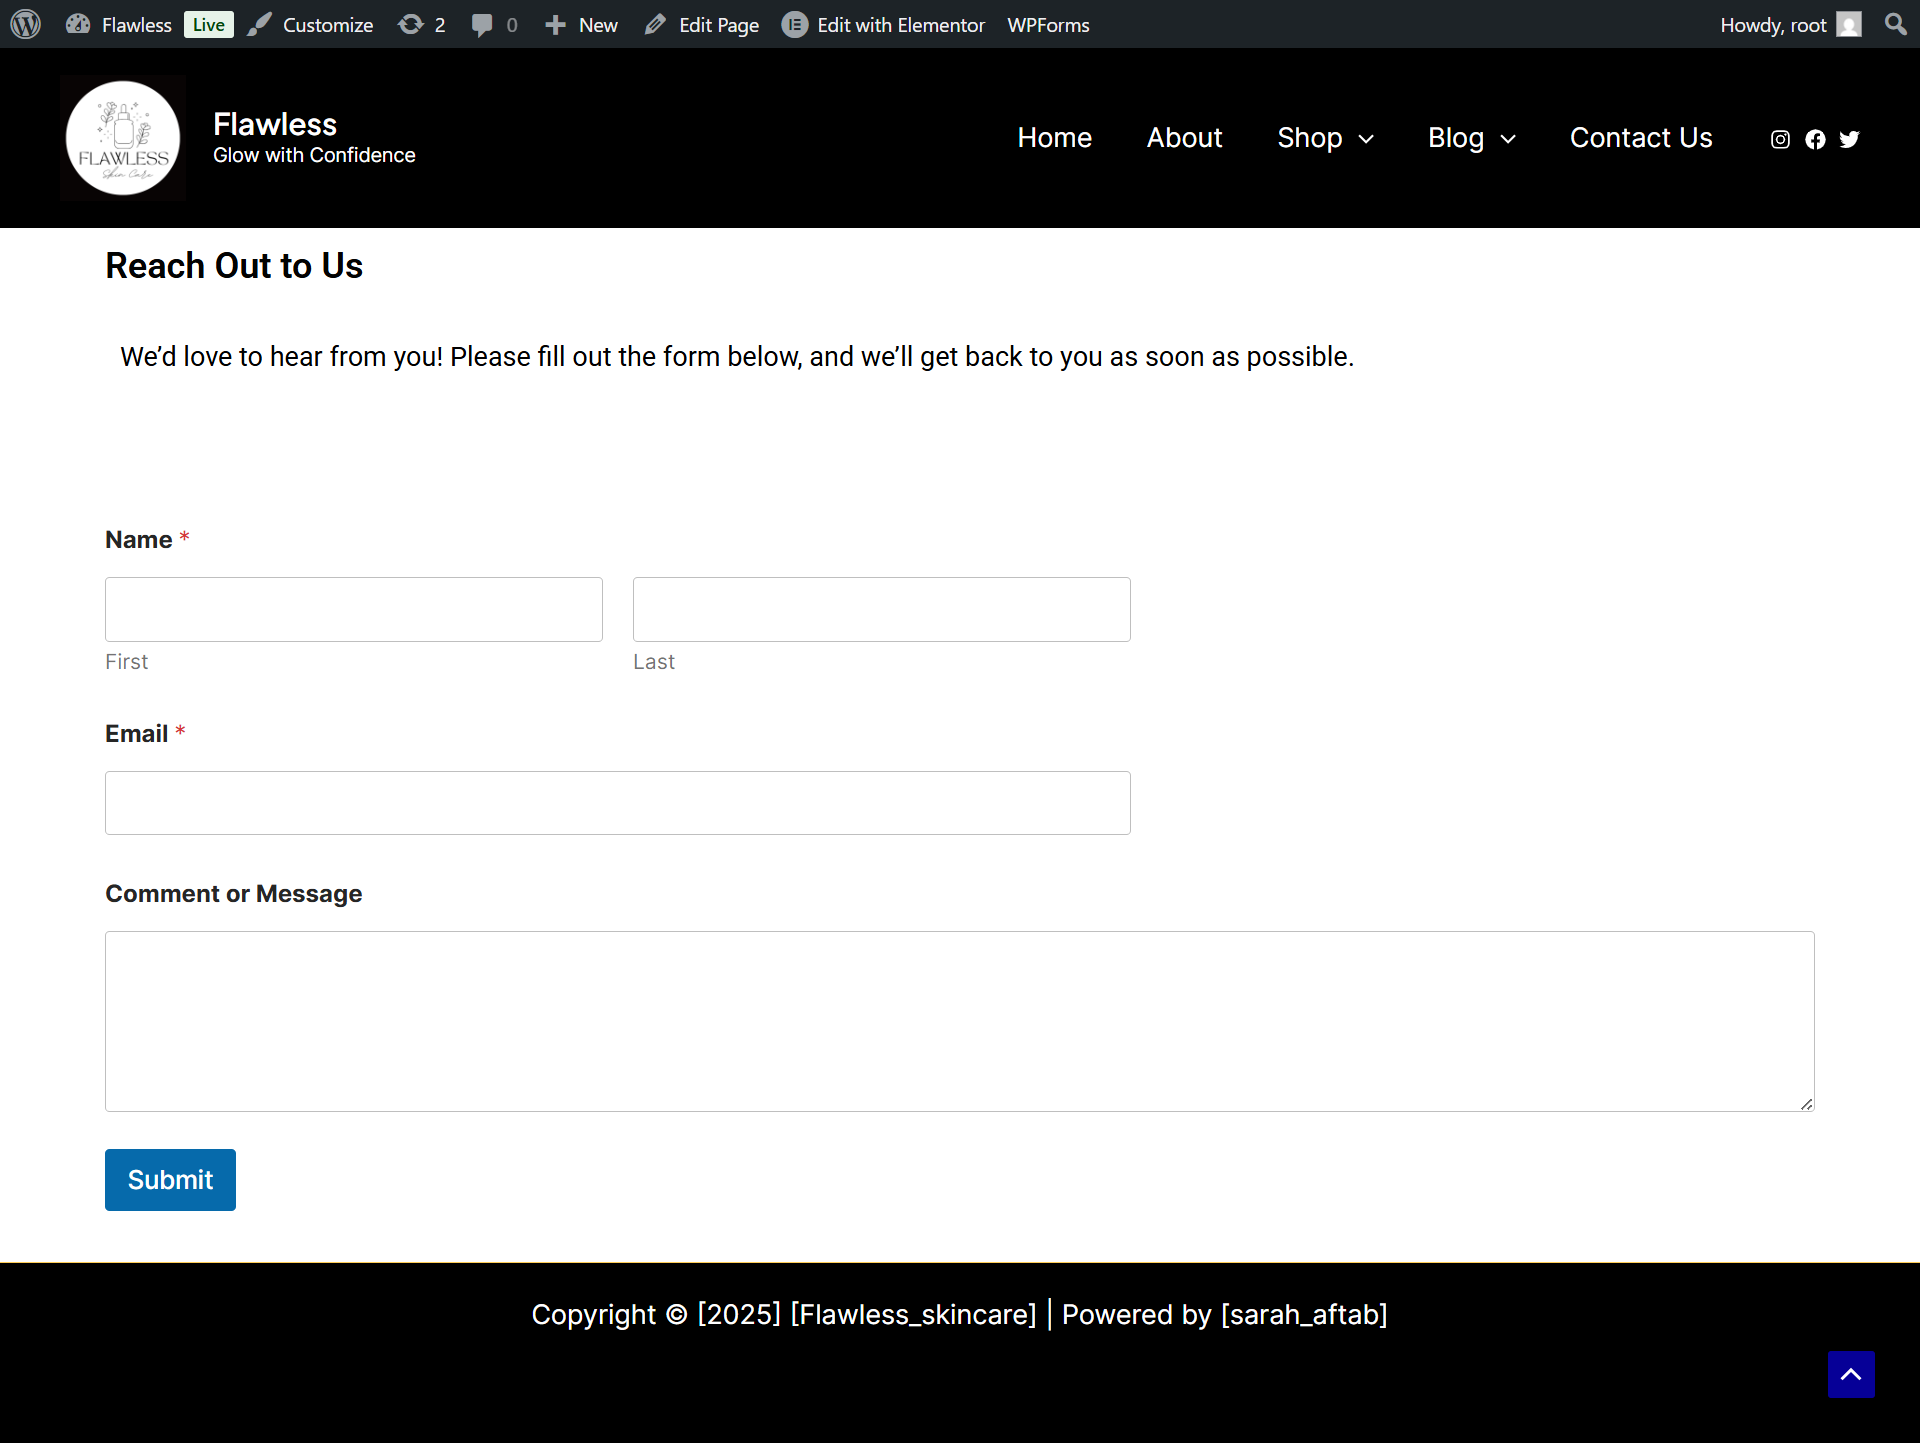 Flawless Live Customize 2 0 New Edit Page Edit with Elementor WPForms Howdy, root
FLAWLESS
Skin Care
Flawless
Glow with Confidence
Home About Shop Blog Contact Us
Reach Out to Us
We’d love to hear from you! Please fill out the form below, and we’ll get back to you as soon as possible.
Name *
First Last
Email *
Comment or Message
Submit
Copyright © [2025] [Flawless_skincare] | Powered by [sarah_aftab]